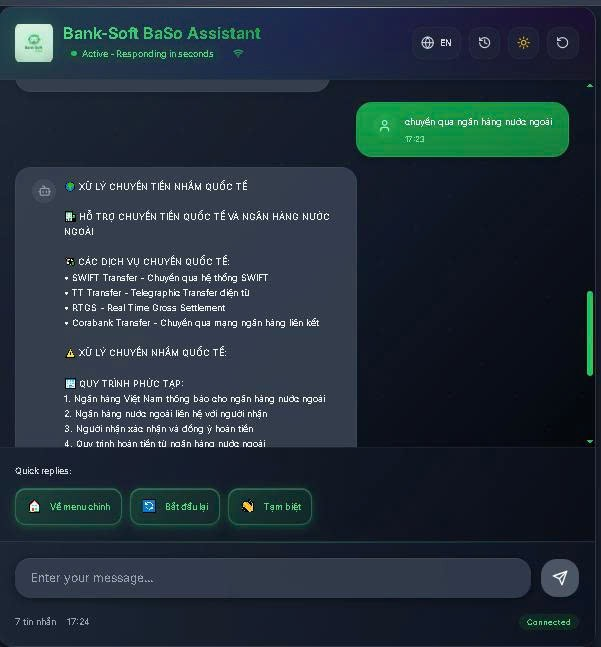 Bank-Soft BaSo Assistant
Active - Responding in seconds
EN
chuyển qua ngân hàng nước ngoài
17:23
XỬ LÝ CHUYỂN TIỀN NHẦM QUỐC TẾ
HỖ TRỢ CHUYỂN TIỀN QUỐC TẾ VÀ NGÂN HÀNG NƯỚC
NGOÀI
CÁC DỊCH VỤ CHUYỂN QUỐC TẾ:
• SWIFT Transfer - Chuyển qua hệ thống SWIFT
• TT Transfer - Telegraphic Transfer điện tử
• RTGS - Real Time Gross Settlement
• Corabank Transfer - Chuyển qua mạng ngân hàng liên kết
XỬ LÝ CHUYỂN NHẦM QUỐC TẾ:
QUY TRÌNH PHỨC TẠP:
1. Ngân hàng Việt Nam thông báo cho ngân hàng nước ngoài
2. Ngân hàng nước ngoài liên hệ với người nhận
3. Người nhận xác nhận và đồng ý hoàn tiền
4. Quy trình hoàn tiền từ ngân hàng nước ngoài
Quick replies:
Về menu chính
Bắt đầu lại
Tạm biệt
Enter your message...
7 tin nhắn 17:24
Connected